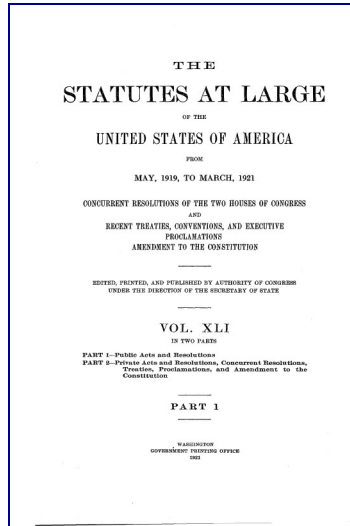 THE
STATUTES AT LARGE
OF THE
UNITED STATES OF AMERICA
FROM
MAY, 1919, TO MARCH, 1921
CONCURRENT RESOLUTIONS OF THE TWO HOUSES OF CONGRESS
AND
RECENT TREATIES, CONVENTIONS, AND EXECUTIVE
PROCLAMATIONS
AMENDMENT TO THE CONSTITUTION
EDITED, PRINTED, AND PUBLISHED BY AUTHORITY OF CONGRESS
UNDER THE DIRECTION OF THE SECRETARY OF STATE
VOL. XLI
IN TWO PARTS
PART 1—Public Acts and Resolutions
PART 2—Private Acts and Resolutions, Concurrent Resolutions,
Treaties, Proclamations, and Amendment to the
Constitution
PART 1
WASHINGTON
GOVERNMENT PRINTING OFFICE
1921